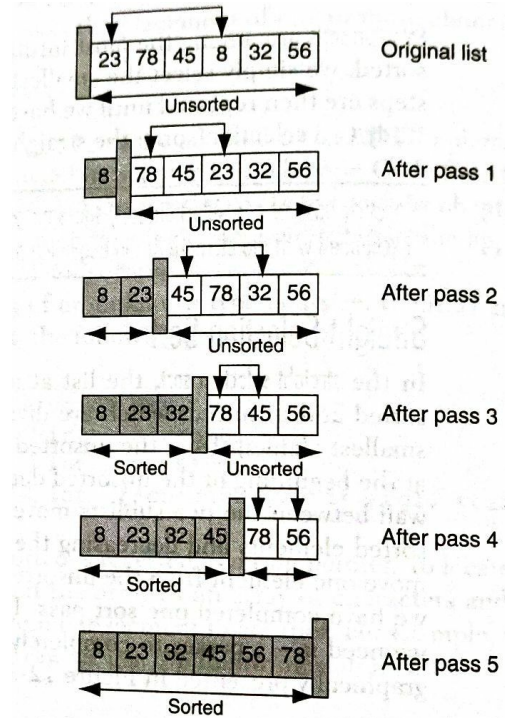 23 78 45 8 32 56 Original list
Unsorted
8 78 45 23 32 56 After pass 1
Unsorted
8 23 45 78 32 56 After pass 2
Unsorted
8 23 32 78 45 56 After pass 3
Sorted Unsorted
8 23 32 45 78 56 After pass 4
Sorted
8 23 32 45 56 78 After pass 5
Sorted